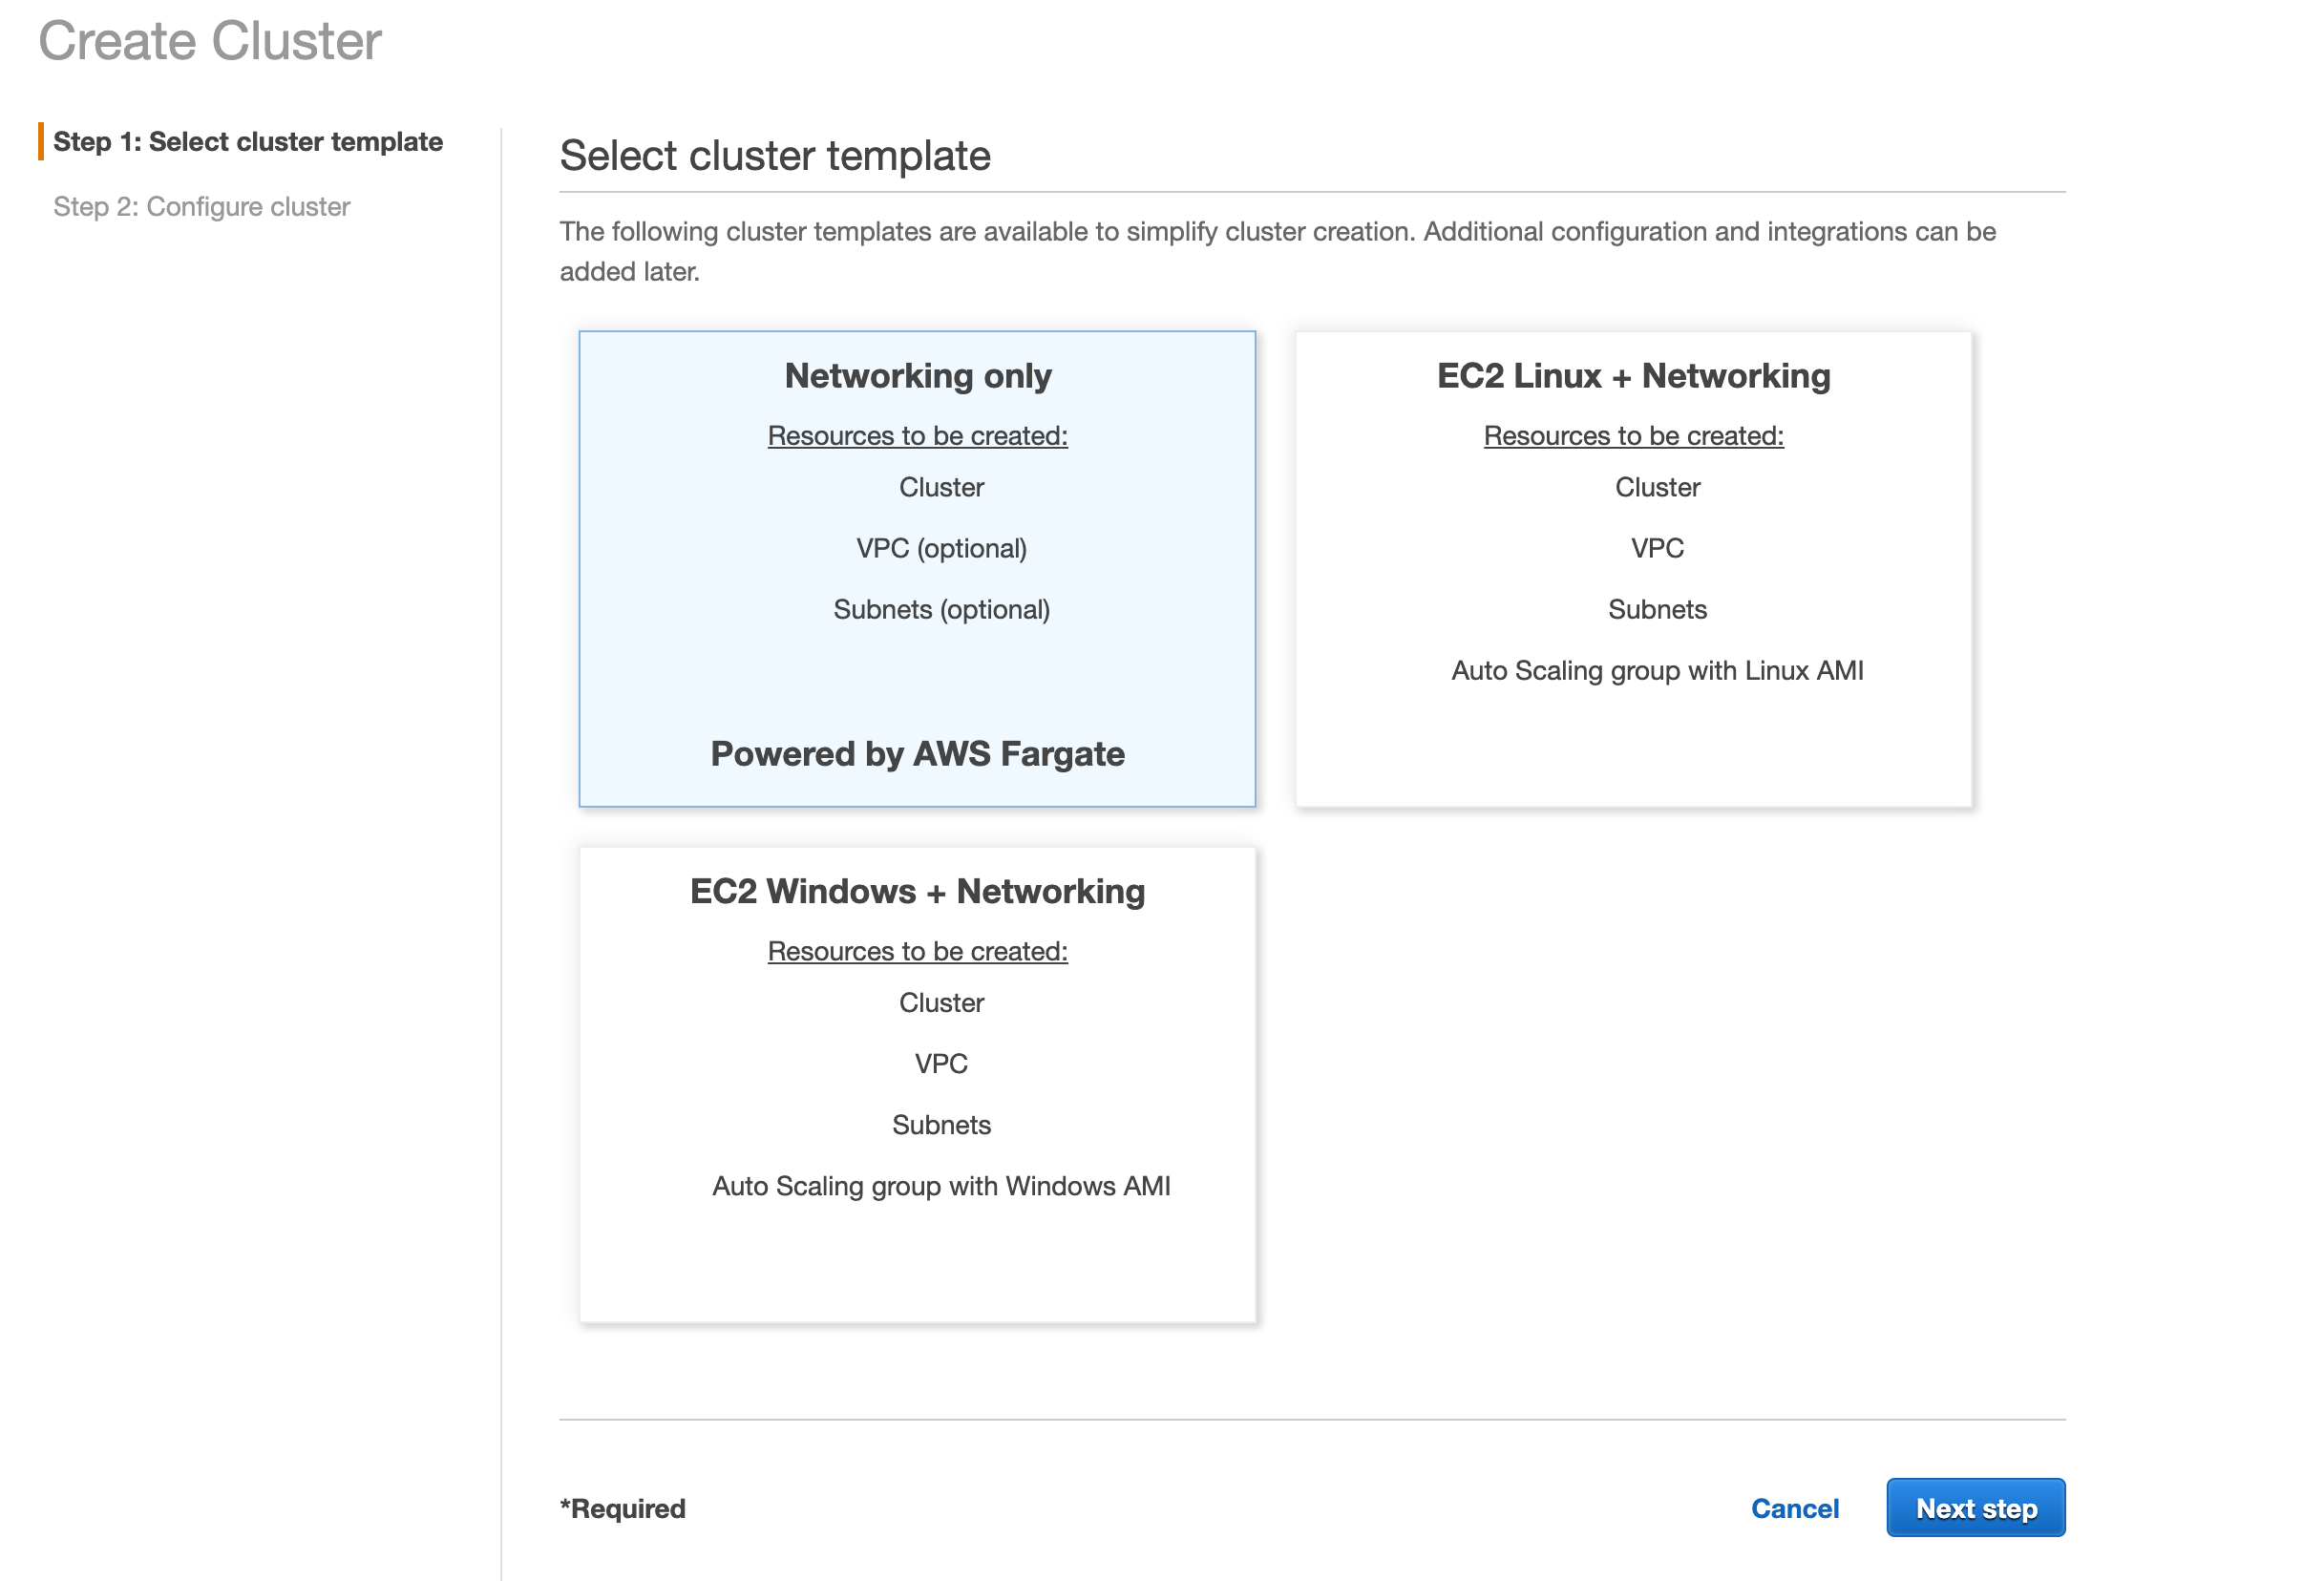 Create Cluster
Step 1: Select cluster template
Step 2: Configure cluster
Select cluster template
The following cluster templates are available to simplify cluster creation. Additional configuration and integrations can be
added later.
Networking only
Resources to be created:
Cluster
VPC (optional)
Subnets (optional)
Powered by AWS Fargate
EC2 Linux + Networking
Resources to be created:
Cluster
VPC
Subnets
Auto Scaling group with Linux AMI
EC2 Windows + Networking
Resources to be created:
Cluster
VPC
Subnets
Auto Scaling group with Windows AMI
*Required
Cancel
Next step